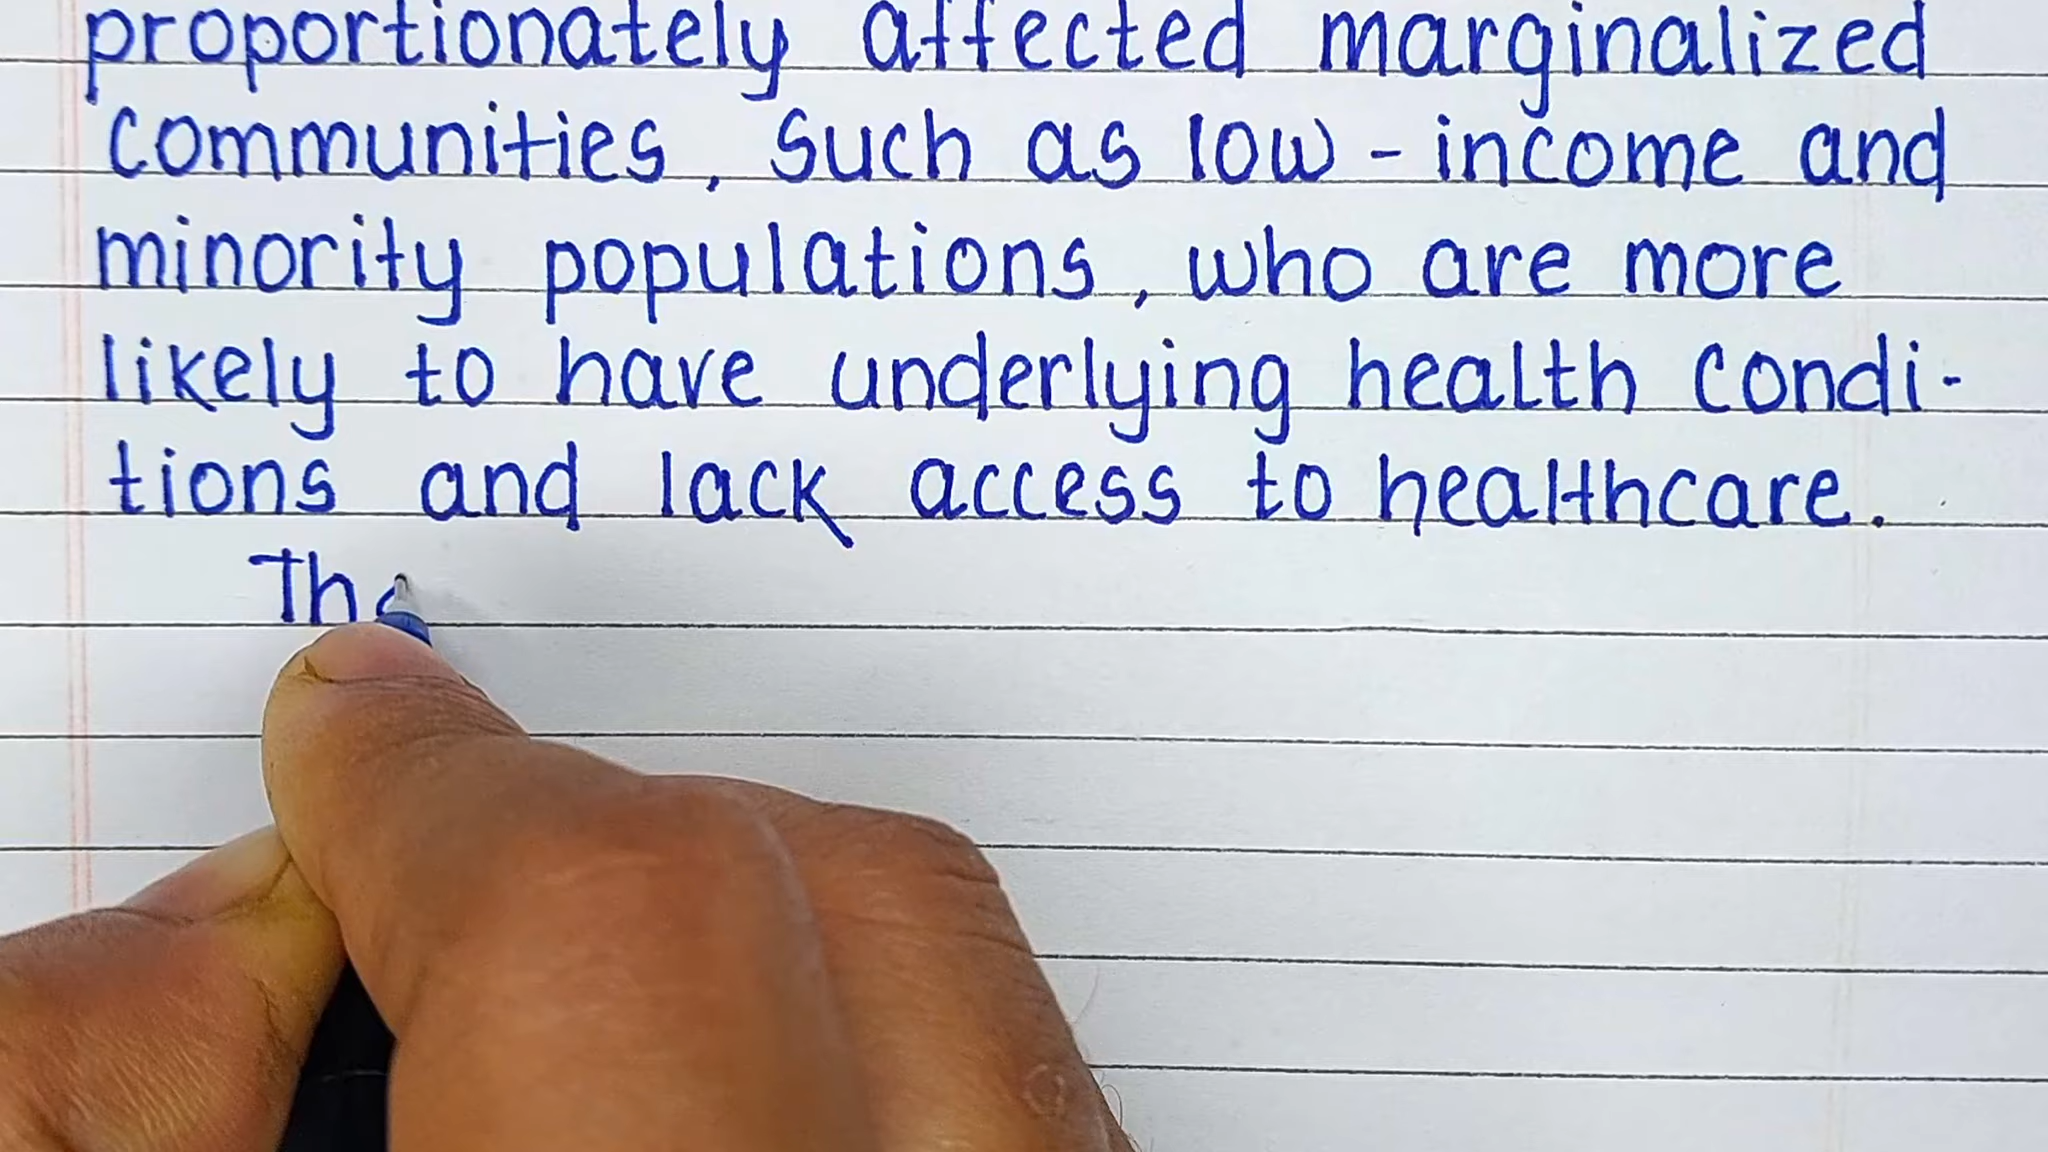 proportionately affected marginalized
communities, such as low-income and
minority populations, who are more
likely to have underlying health condi-
tions and lack access to healthcare.